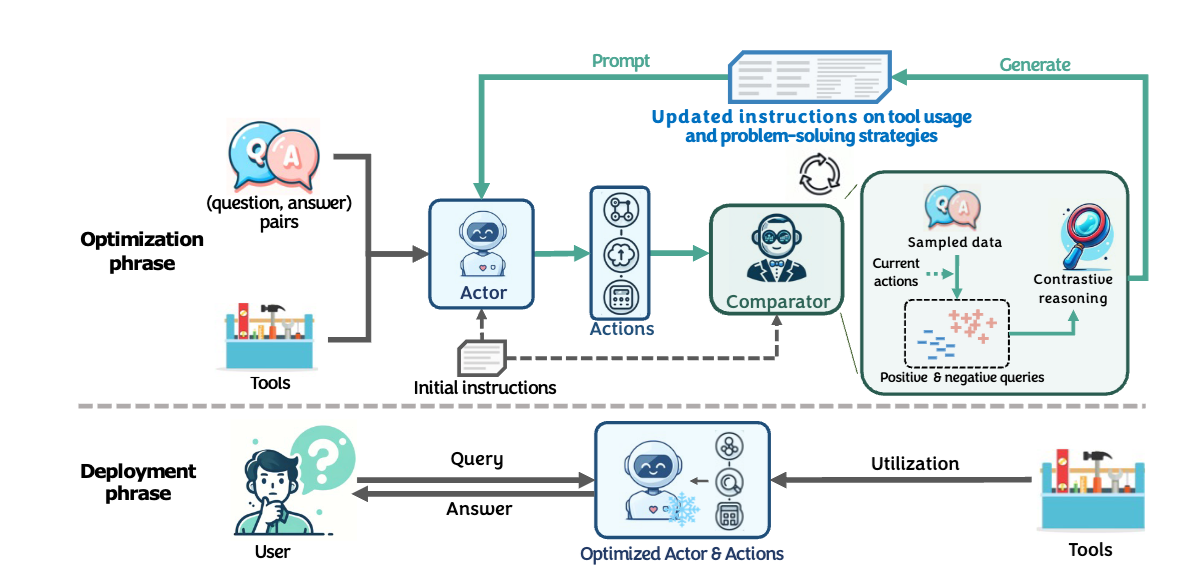 Prompt
Generate
Updated instructions on tool usage
and problem-solving strategies
Q A
(question, answer)
pairs
Optimization
phrase
Tools
Actor
Actions
Initial instructions
Comparator
Q A
Sampled data
Current
actions
Contrastive
reasoning
Positive & negative queries
Deployment
phrase
?
User
Query
Answer
Optimized Actor & Actions
Utilization
Tools